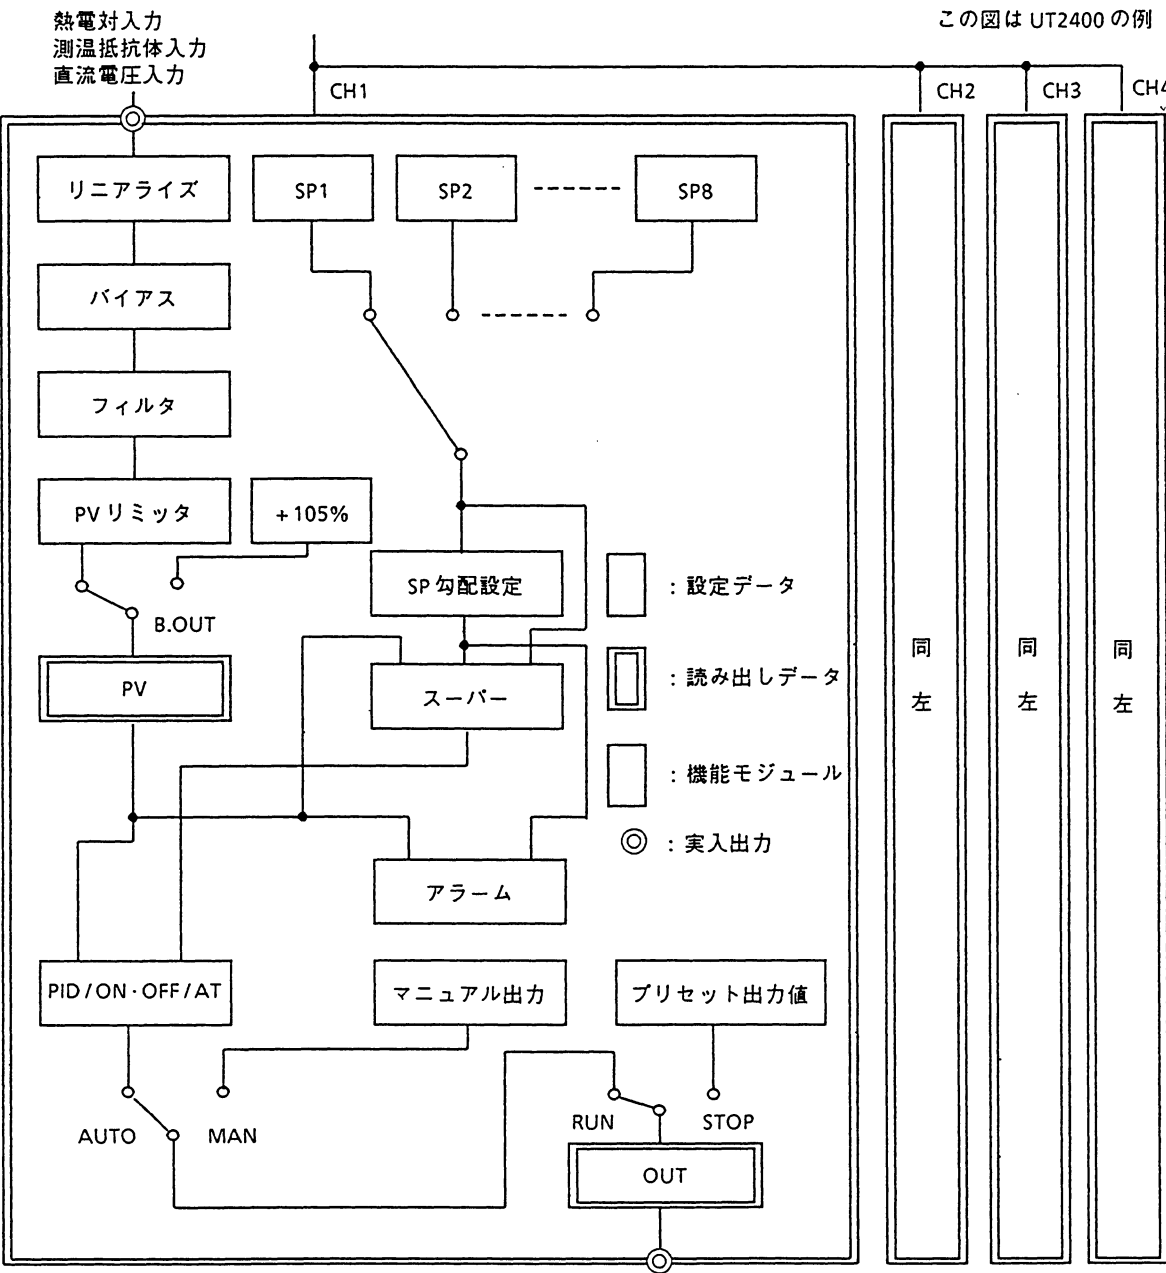 熱電対入力
測温抵抗体入力
直流電圧入力
この図は UT2400 の例
CH1
CH2
CH3
CH4
リニアライズ
SP1
SP2
SP8
バイアス
フィルタ
PV リミッタ
+105%
B.OUT
SP 勾配設定
PV
スーパー
: 設定データ
: 読み出しデータ
: 機能モジュール
: 実入出力
同左
同左
同左
アラーム
PID/ON・OFF/AT
マニュアル出力
プリセット出力値
AUTO
MAN
RUN
STOP
OUT